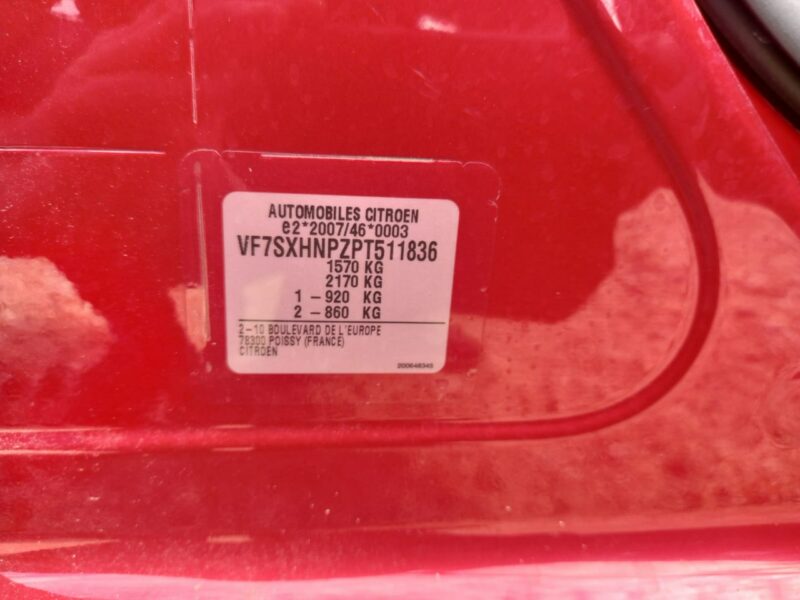 AUTOMOBILES CITROEN
e2*2007/46*0003
VF7SXHNPZPT511836
1570 KG
2170 KG
1 - 920 KG
2 - 860 KG
2-10 BOULEVARD DE L'EUROPE
78300 POISSY (FRANCE)
CITROEN
200648345